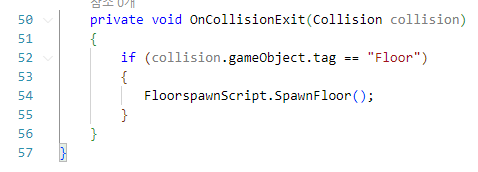 참조 0개
50 private void OnCollisionExit(Collision collision)
51 {
52 if (collision.gameObject.tag == "Floor")
53 {
54 FloorspawnScript.SpawnFloor();
55 }
56 }
57 }